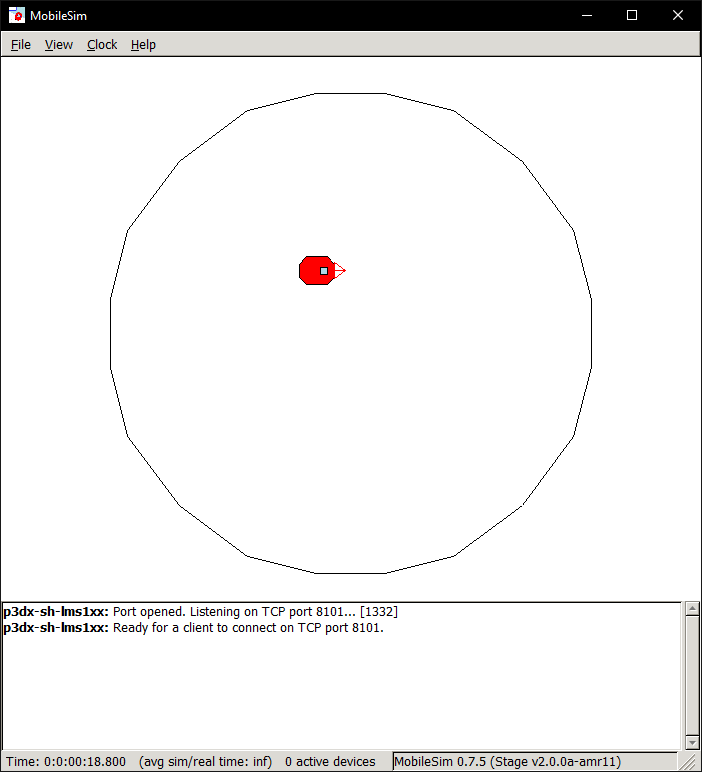 MobileSim
File View Clock Help
p3dx-sh-lms1xx: Port opened. Listening on TCP port 8101... [1332]
p3dx-sh-lms1xx: Ready for a client to connect on TCP port 8101.
Time: 0:0:00:18.800 (avg sim/real time: inf) 0 active devices MobileSim 0.7.5 (Stage v2.0.0a-amr11)